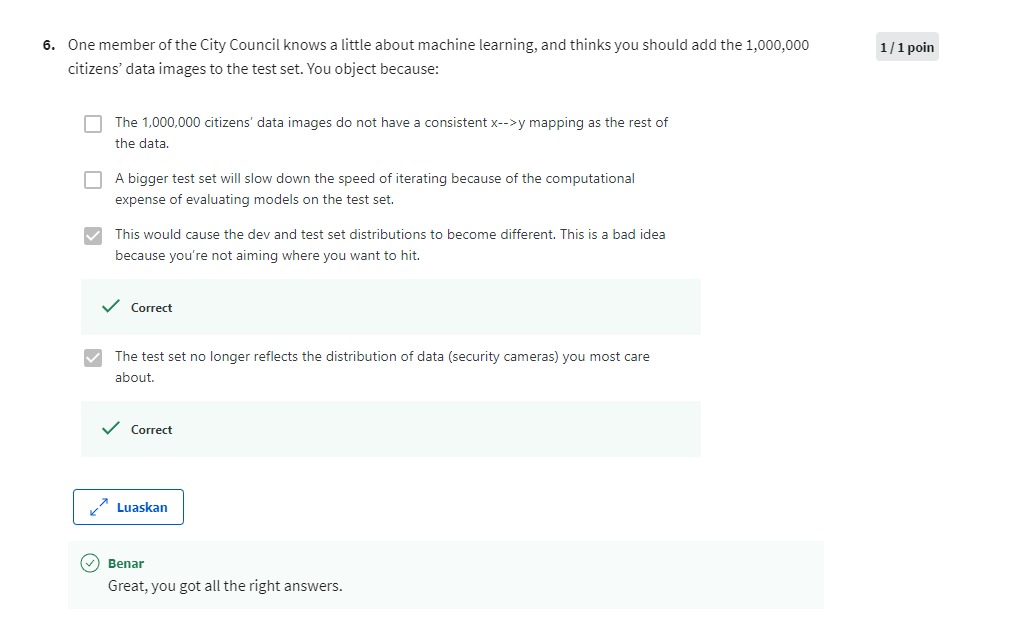 6. One member of the City Council knows a little about machine learning, and thinks you should add the 1,000,000
1 / 1 poin
citizens’ data images to the test set. You object because:
The 1,000,000 citizens’ data images do not have a consistent x-->y mapping as the rest of
the data.
A bigger test set will slow down the speed of iterating because of the computational
expense of evaluating models on the test set.
This would cause the dev and test set distributions to become different. This is a bad idea
because you’re not aiming where you want to hit.
Correct
The test set no longer reflects the distribution of data (security cameras) you most care
about.
Correct
Luaskan
Benar
Great, you got all the right answers.